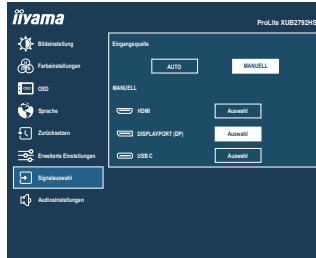 iiyama
ProLite XUB2792HS
Bildeinstellung
Eingangsquelle
Farbeinstellungen
AUTO
MANUELL
OSD
OSD
MANUELL
Sprache
HDMI
Auswahl
Zurücksetzen
DISPLAYPORT (DP)
Auswahl
Erweiterte Einstellungen
USB C
Auswahl
Signalauswahl
Audioeinstellungen